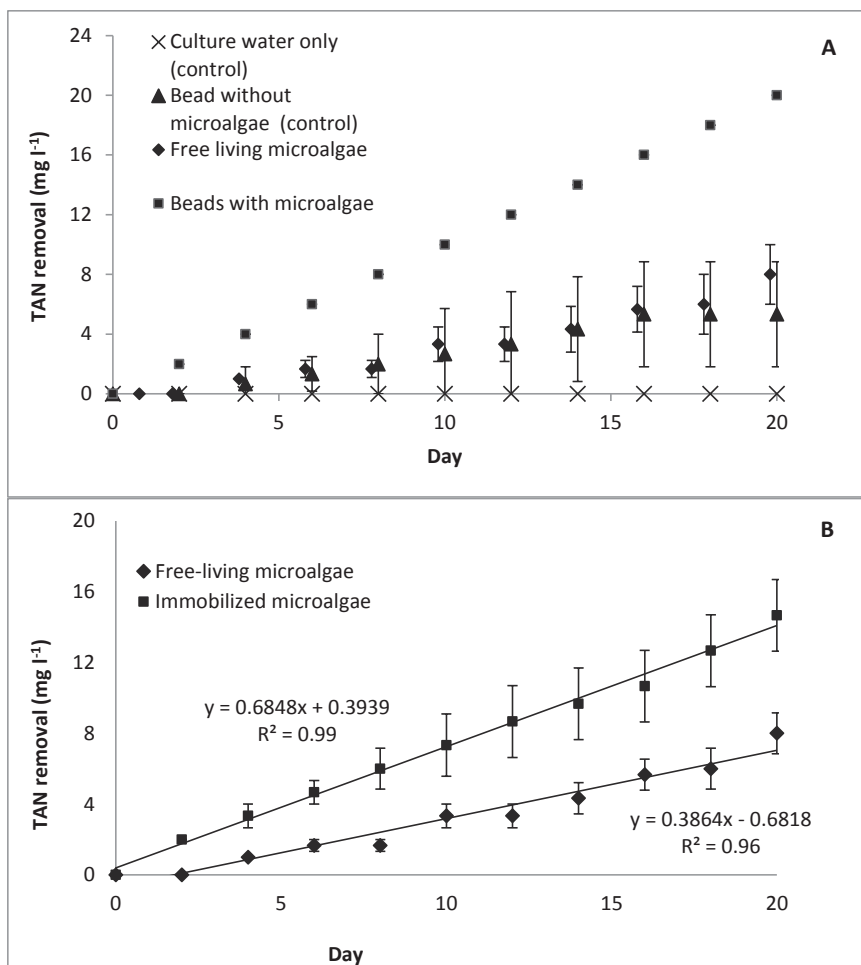 A
Culture water only
(control)
Bead without
microalgae (control)
Free living microalgae
Beads with microalgae
TAN removal (mg l⁻¹)
24
20
16
12
8
4
0
0 5 10 15 20
Day
B
Free-living microalgae
Immobilized microalgae
TAN removal (mg l⁻¹)
20
16
12
8
4
0
y = 0.6848x + 0.3939
R² = 0.99
y = 0.3864x - 0.6818
R² = 0.96
0 5 10 15 20
Day